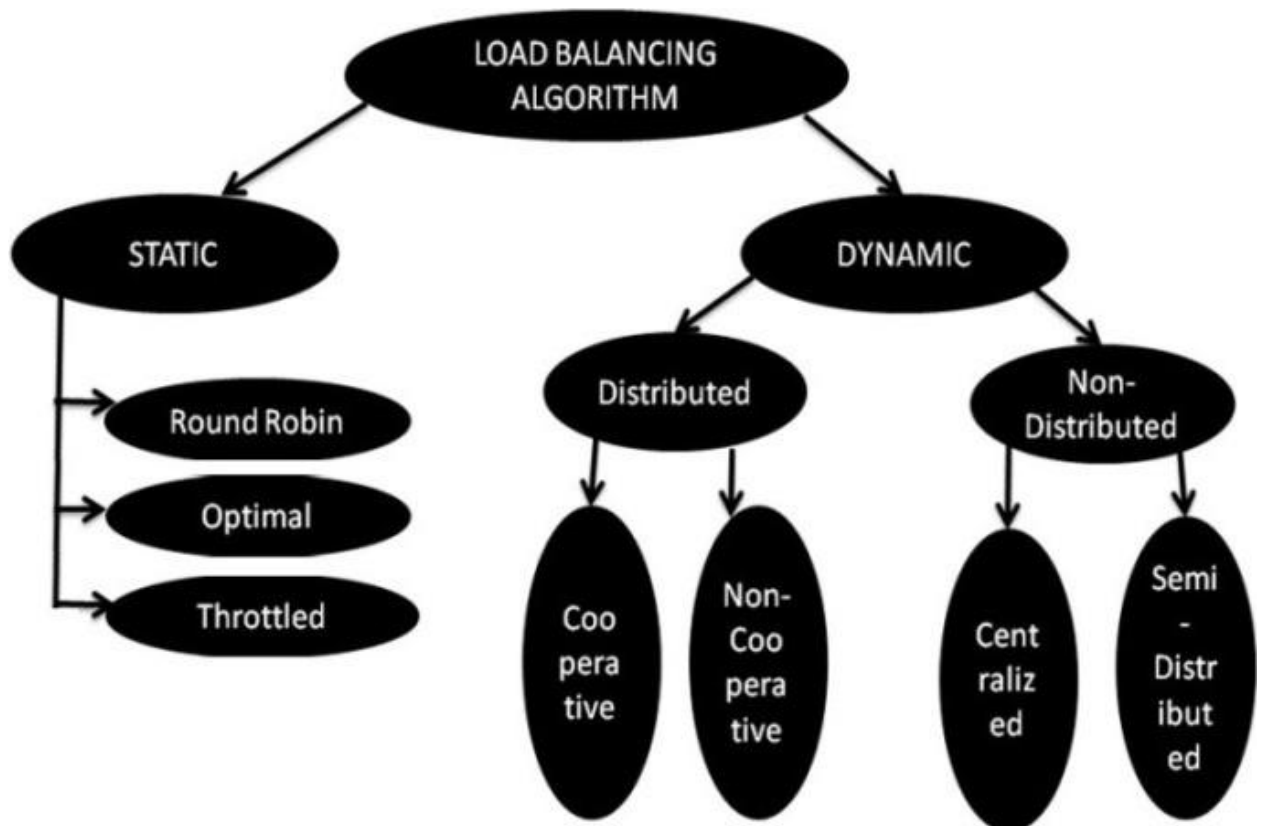 LOAD BALANCING
ALGORITHM
STATIC
DYNAMIC
Round Robin
Optimal
Throttled
Distributed
Non-
Distributed
Coo
pera
tive
Non-
Coo
pera
tive
Cent
raliz
ed
Semi
-
Distr
ibut
ed